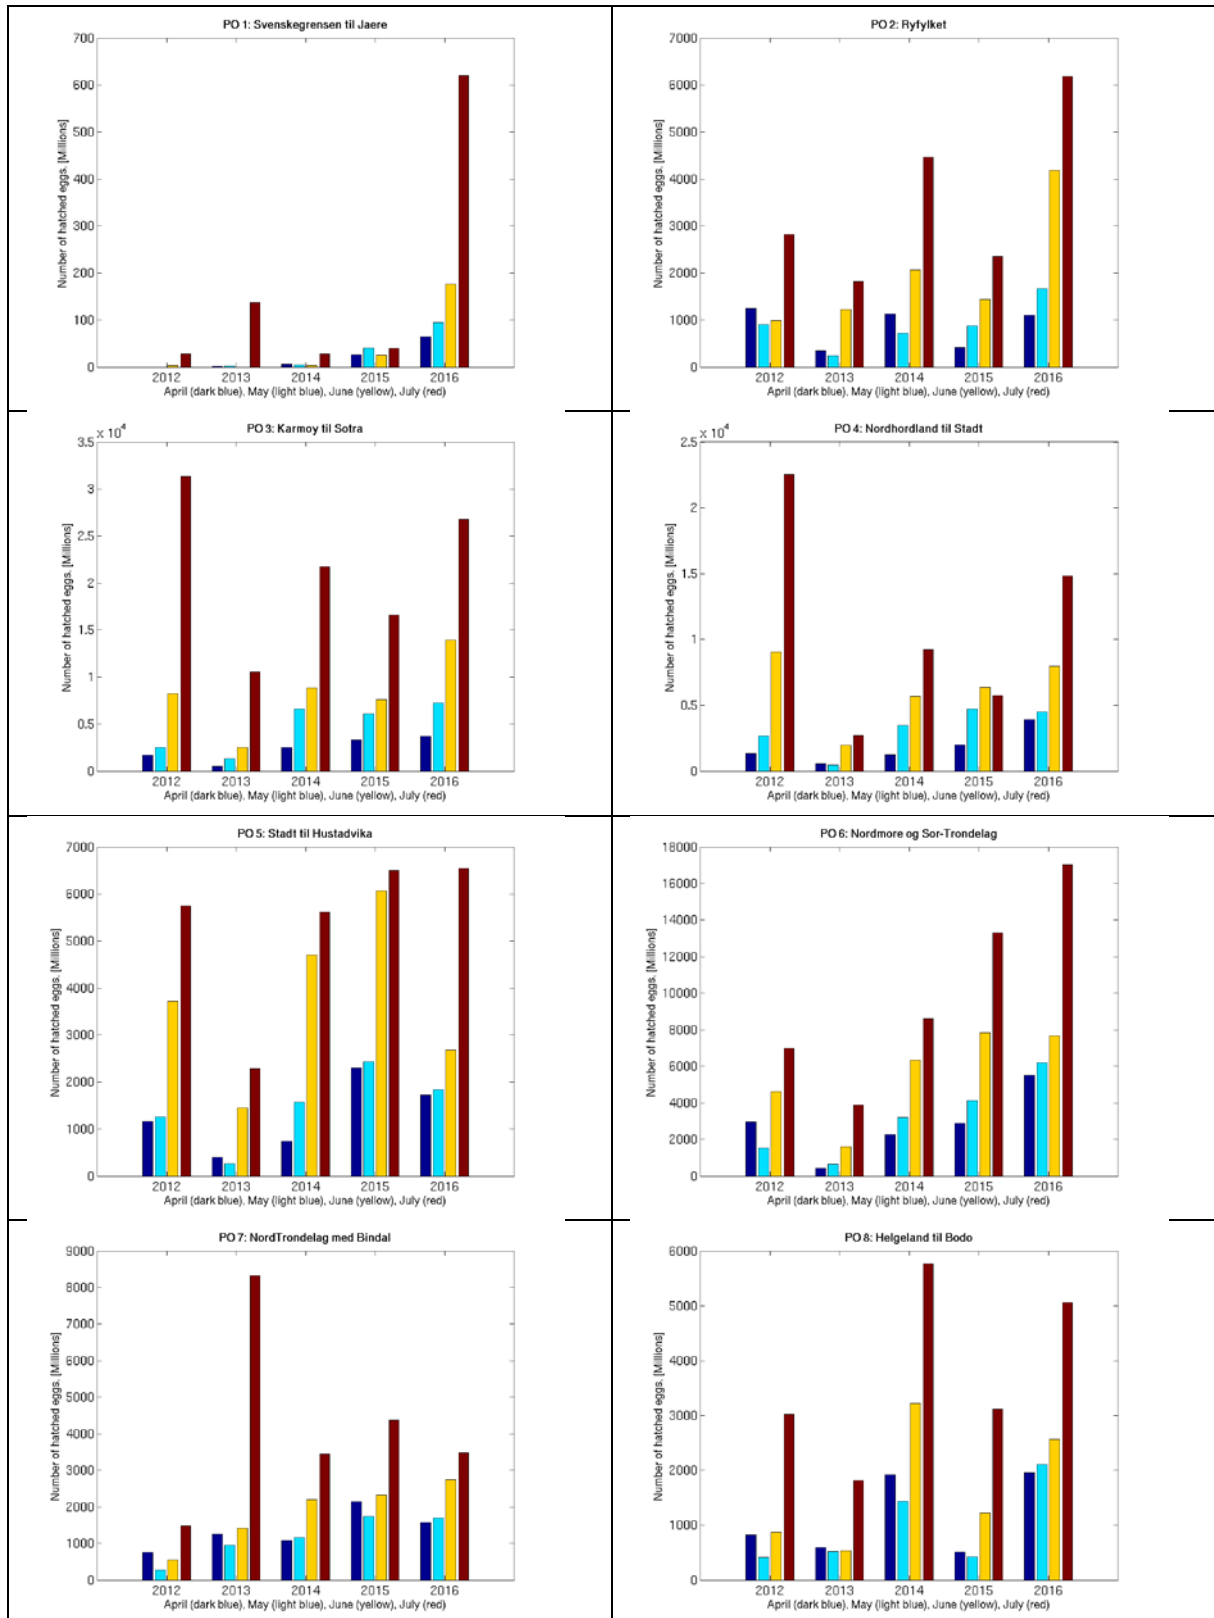 PO 1: Svenskegrensen til Jaere
700
600
500
400
300
200
100
0
Number of hatched eggs. [Millions]
2012 2013 2014 2015 2016
April (dark blue). May (light blue), June (yellow), July (red)
PO 2: Ryfylket
7000
6000
5000
4000
3000
2000
1000
0
Number of hatched eggs. [Millions]
2012 2013 2014 2015 2016
April (dark blue). May (light blue), June (yellow), July (red)
PO 3: Karmoy til Sotra
x 10^4
3.5
3
2.5
2
1.5
1
0.5
0
Number of hatched eggs. [Millions]
2012 2013 2014 2015 2016
April (dark blue). May (light blue), June (yellow), July (red)
PO 4: Nordhordland til Stadt
x 10^4
2.5
2
1.5
1
0.5
0
Number of hatched eggs. [Millions]
2012 2013 2014 2015 2016
April (dark blue). May (light blue), June (yellow), July (red)
PO 5: Stadt til Hustadvika
7000
6000
5000
4000
3000
2000
1000
0
Number of hatched eggs. [Millions]
2012 2013 2014 2015 2016
April (dark blue). May (light blue), June (yellow), July (red)
PO 6: Nordmore og Sor-Trondelag
18000
16000
14000
12000
10000
8000
6000
4000
2000
0
Number of hatched eggs. [Millions]
2012 2013 2014 2015 2016
April (dark blue). May (light blue), June (yellow), July (red)
PO 7: NordTrondelag med Bindal
9000
8000
7000
6000
5000
4000
3000
2000
1000
0
Number of hatched eggs. [Millions]
2012 2013 2014 2015 2016
April (dark blue). May (light blue), June (yellow), July (red)
PO 8: Helgeland til Bodo
6000
5000
4000
3000
2000
1000
0
Number of hatched eggs. [Millions]
2012 2013 2014 2015 2016
April (dark blue). May (light blue), June (yellow), July (red)